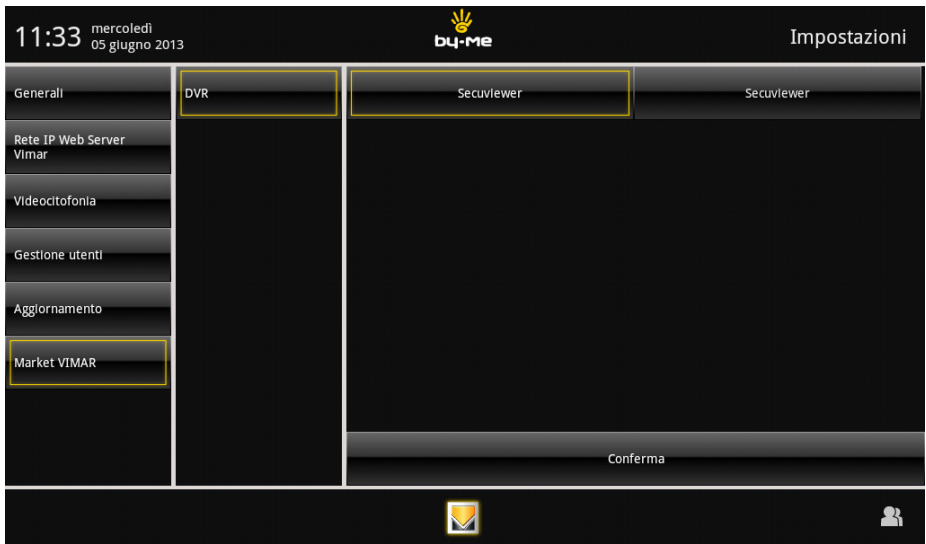 11:33
mercoledì
05 giugno 2013
by-me
Impostazioni
Generali
DVR
Secuviewer
Secuviewer
Rete IP Web Server
Vimar
Videocitofonia
Gestione utenti
Aggiornamento
Market VIMAR
Conferma